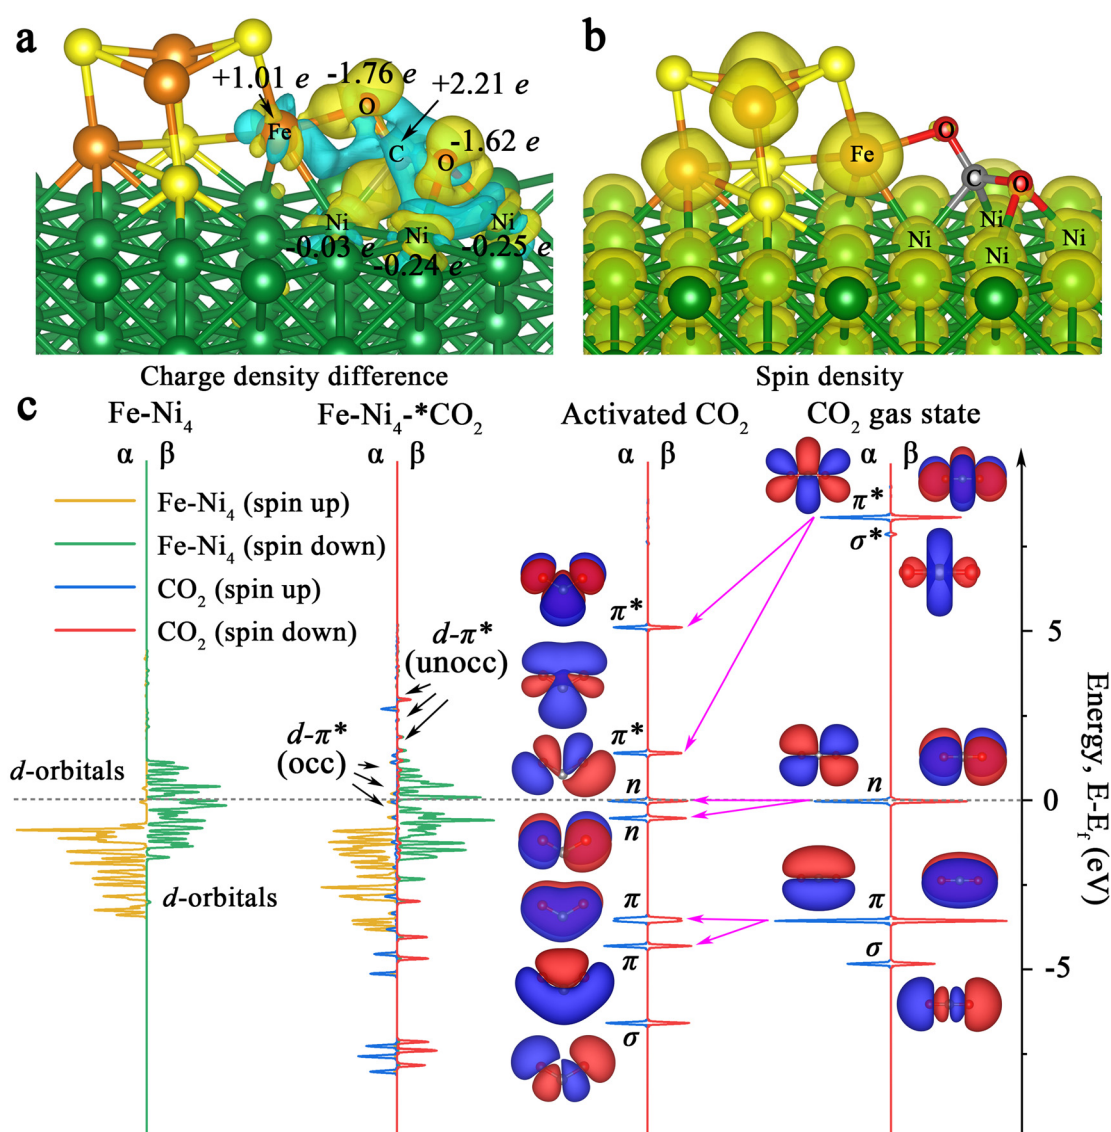 a
+1.01 e
-1.76 e
+2.21 e
O
Fe
C
O
-1.62 e
Ni
Ni
Ni
-0.03 e
-0.24 e
-0.25 e
Charge density difference
b
Fe
O
C
O
Ni
Ni
Ni
Ni
Spin density
c
Fe-Ni4
Fe-Ni4-*CO2
Activated CO2
CO2 gas state
α β
α β
α β
α β
Fe-Ni4 (spin up)
Fe-Ni4 (spin down)
CO2 (spin up)
CO2 (spin down)
d-orbitals
d-orbitals
d-π*
(unocc)
d-π*
(occ)
π*
π*
n
n
π
π
σ
π*
σ*
n
π
σ
5
0
-5
Energy, E-Ef (eV)